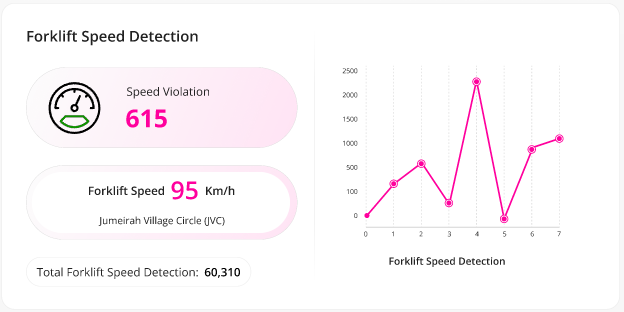 Forklift Speed Detection
Speed Violation
615
Forklift Speed 95 Km/h
Jumeirah Village Circle (JVC)
Total Forklift Speed Detection: 60,310
2500
2000
1500
1000
500
100
0
0 1 2 3 4 5 6 7
Forklift Speed Detection